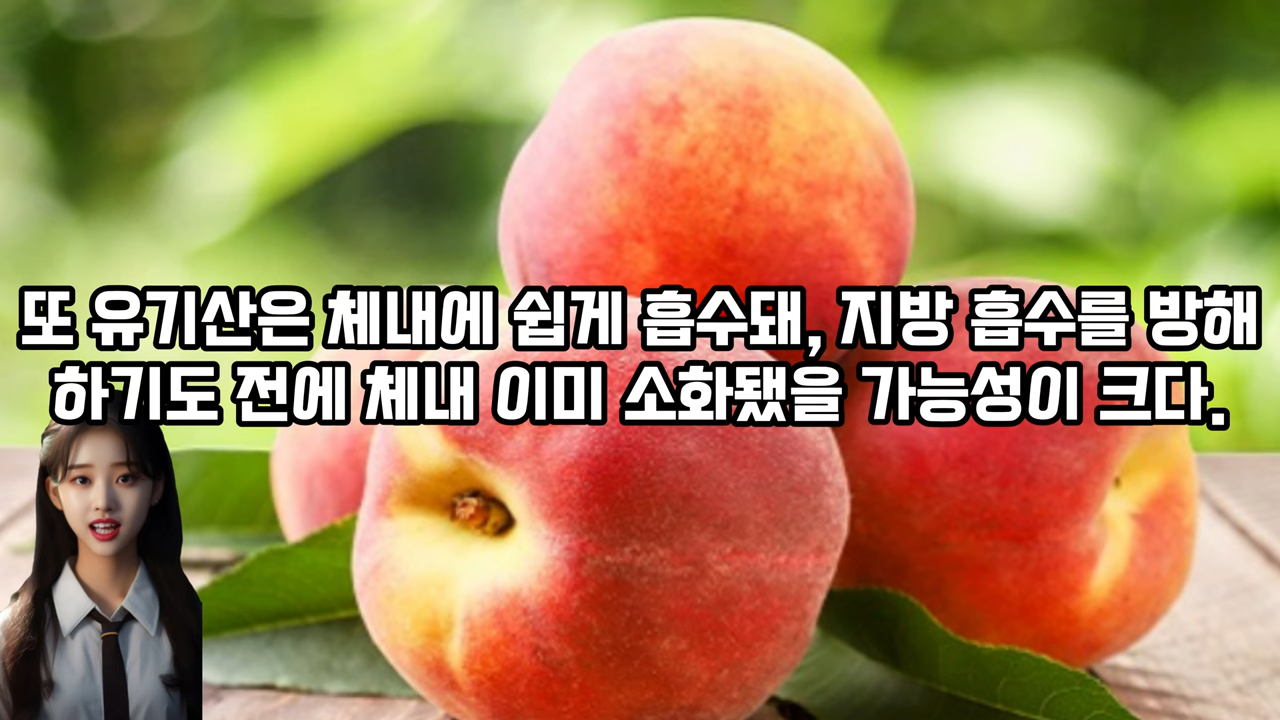 또 유기산은 체내에 쉽게 흡수돼, 지방 흡수를 방해
하기도 전에 체내 이미 소화됐을 가능성이 크다.